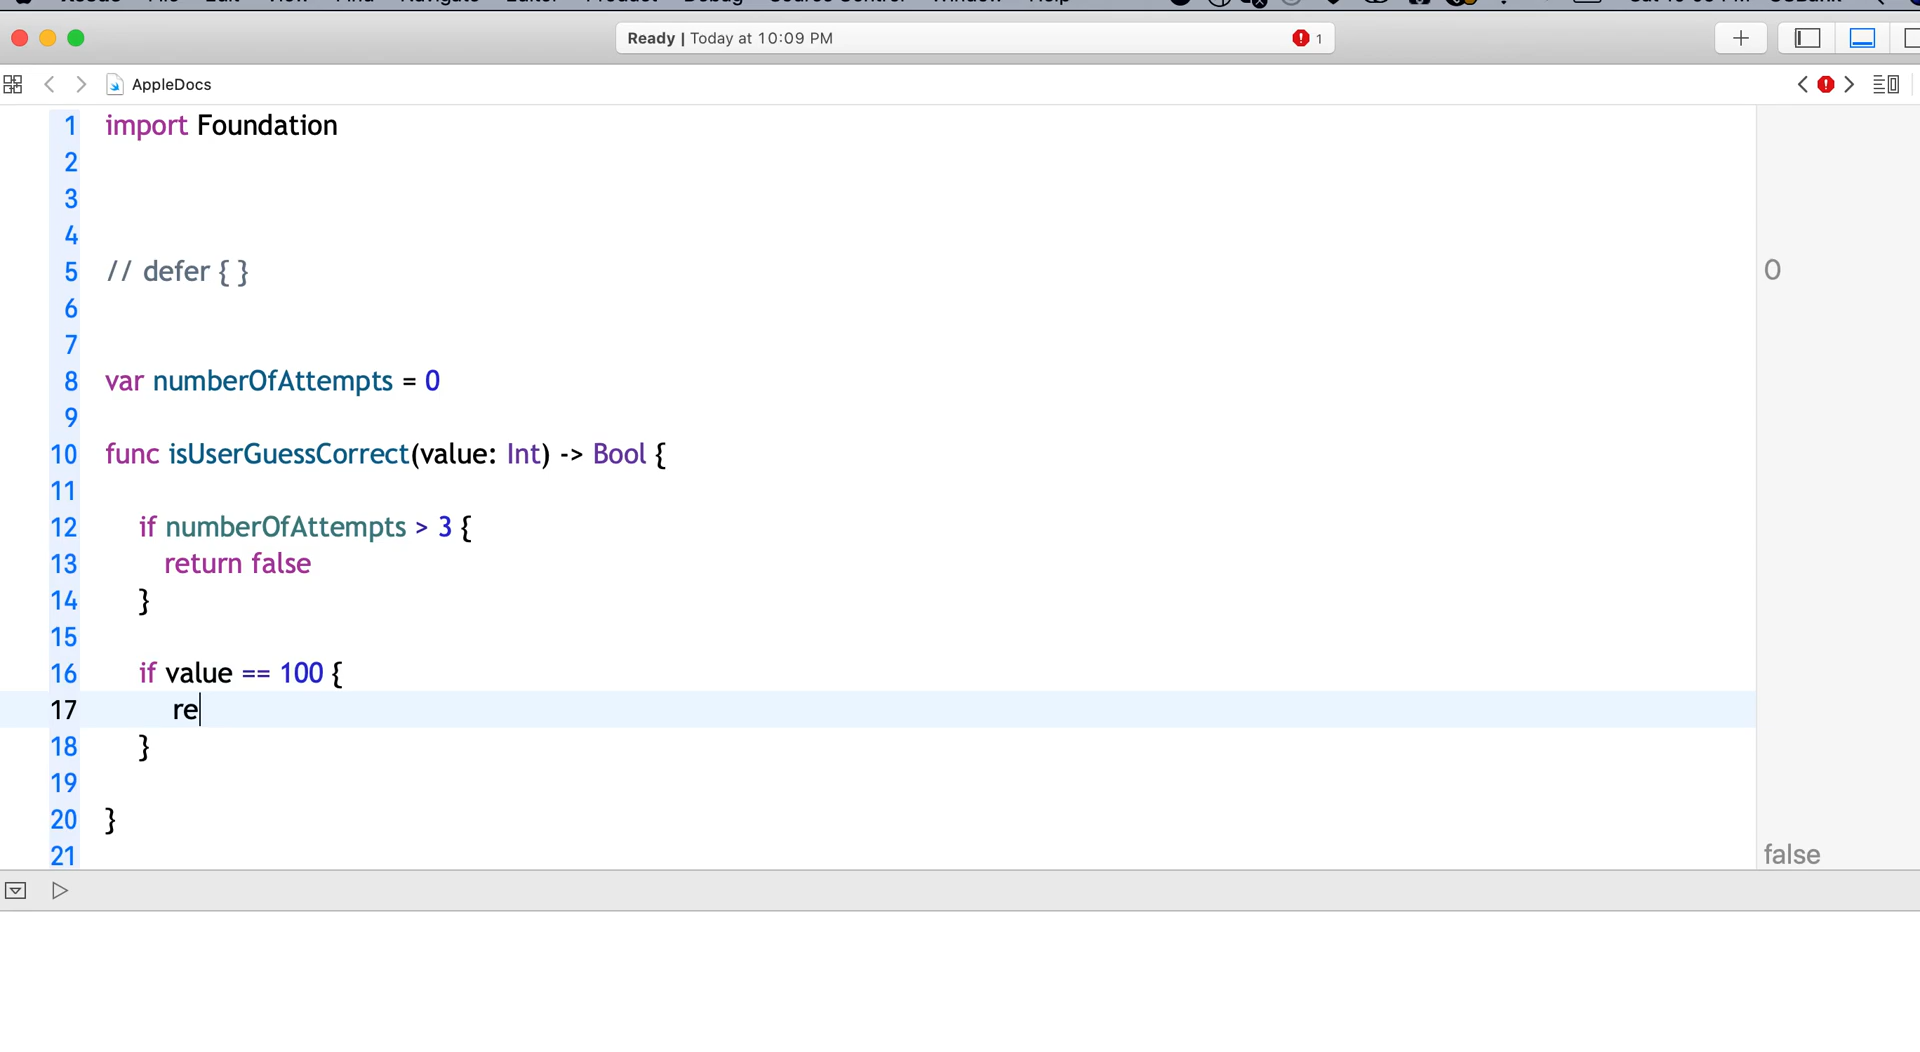 Ready | Today at 10:09 PM 1
AppleDocs
1 import Foundation
2
3
4
5 // defer { } 0
6
7
8 var numberOfAttempts = 0
9
10 func isUserGuessCorrect(value: Int) -> Bool {
11
12 if numberOfAttempts > 3 {
13 return false
14 }
15
16 if value == 100 {
17 re
18 }
19
20 }
21 false